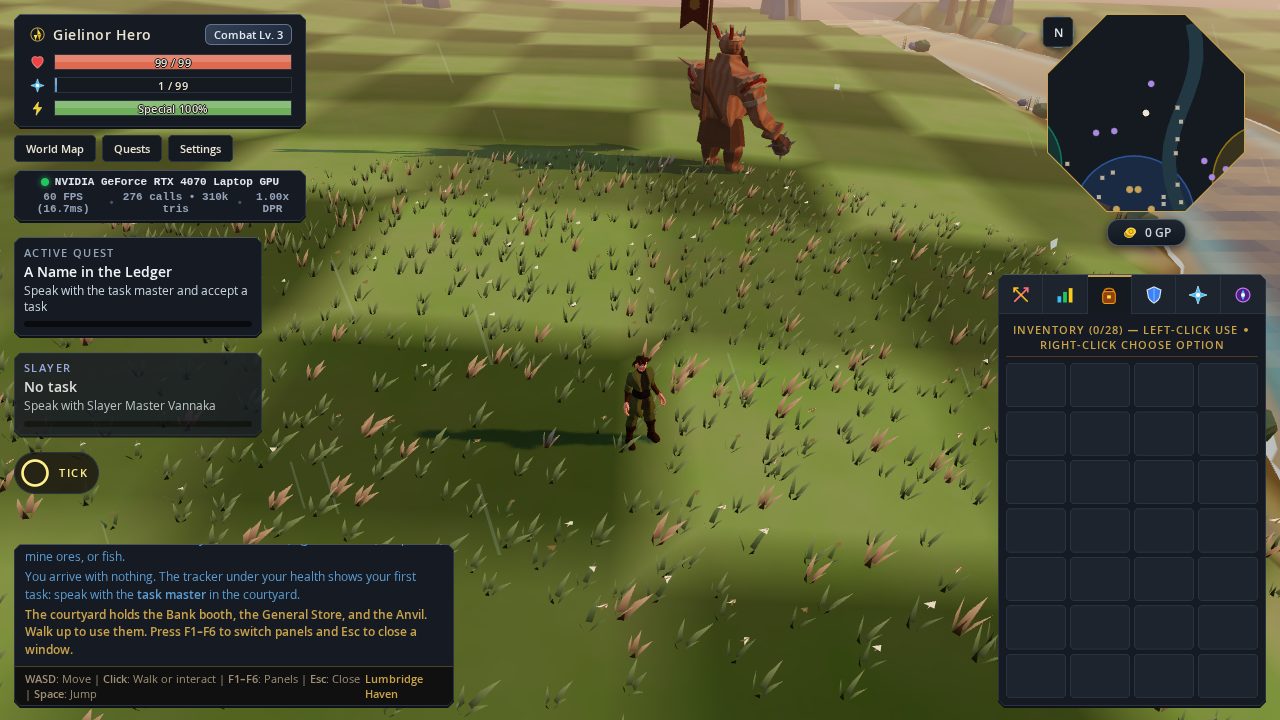 Gielinor Hero
Combat Lv. 3
99 / 99
1 / 99
Special 100%
World Map
Quests
Settings
NVIDIA GeForce RTX 4070 Laptop GPU
60 FPS (16.7ms) • 276 calls • 310k tris • 1.00x DPR
ACTIVE QUEST
A Name in the Ledger
Speak with the task master and accept a
task
SLAYER
No task
Speak with Slayer Master Vannaka
TICK
mine ores, or fish.
You arrive with nothing. The tracker under your health shows your first
task: speak with the task master in the courtyard.
The courtyard holds the Bank booth, the General Store, and the Anvil.
Walk up to use them. Press F1–F6 to switch panels and Esc to close a
window.
WASD: Move | Click: Walk or interact | F1–F6: Panels | Esc: Close
| Space: Jump
Lumbridge
Haven
N
0 GP
INVENTORY (0/28) — LEFT-CLICK USE •
RIGHT-CLICK CHOOSE OPTION